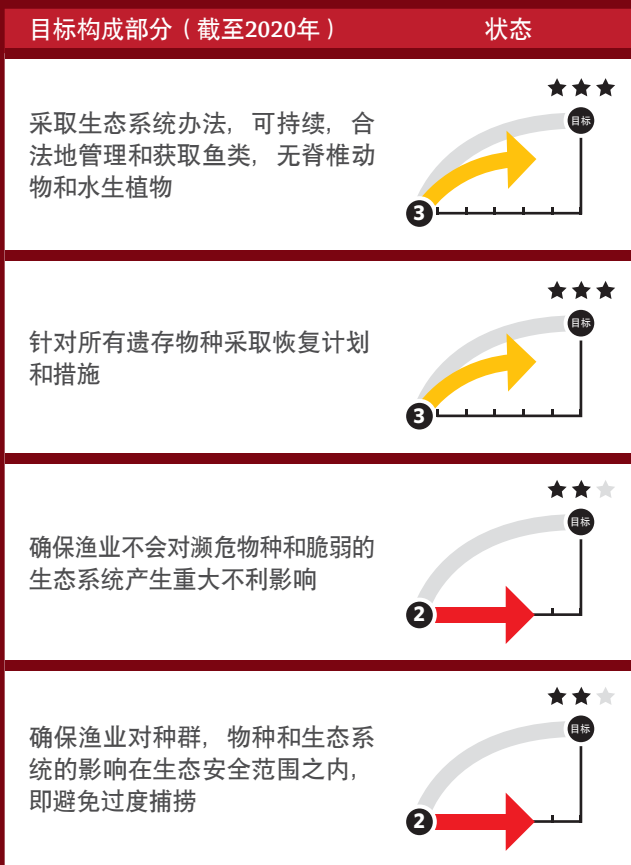 目标构成部分（截至2020年） 状态
采取生态系统办法, 可持续, 合
法地管理和获取鱼类, 无脊椎动
物和水生植物
目标
3
针对所有遗存物种采取恢复计划
和措施
目标
3
确保渔业不会对濒危物种和脆弱的
生态系统产生重大不利影响
目标
2
确保渔业对种群, 物种和生态系
统的影响在生态安全范围之内,
即避免过度捕捞
目标
2